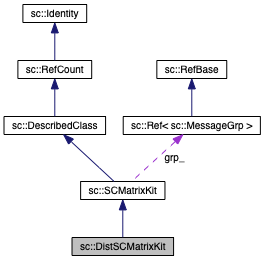 sc::Identity
sc::RefCount
sc::RefBase
sc::DescribedClass
sc::Ref< sc::MessageGrp >
grp_
sc::SCMatrixKit
sc::DistSCMatrixKit